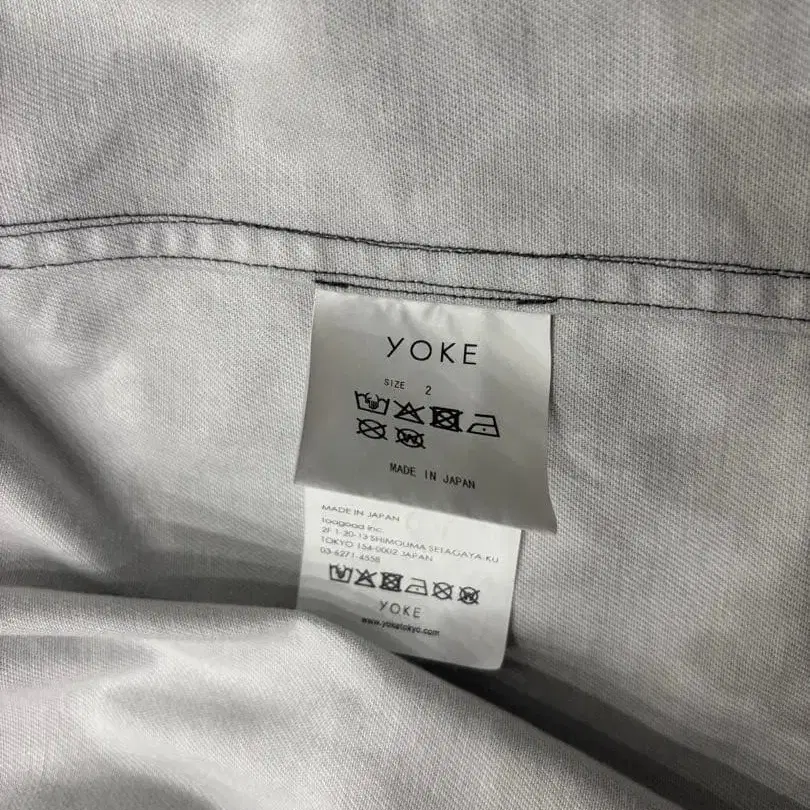 YOKE
SIZE 2
MADE IN JAPAN
MADE IN JAPAN
toogood inc.
2F 1-20-13 SHIMOUMA SETAGAYA-KU
TOKYO 154-0002 JAPAN
03-6271-4558
YOKE
www.yoketokyo.com